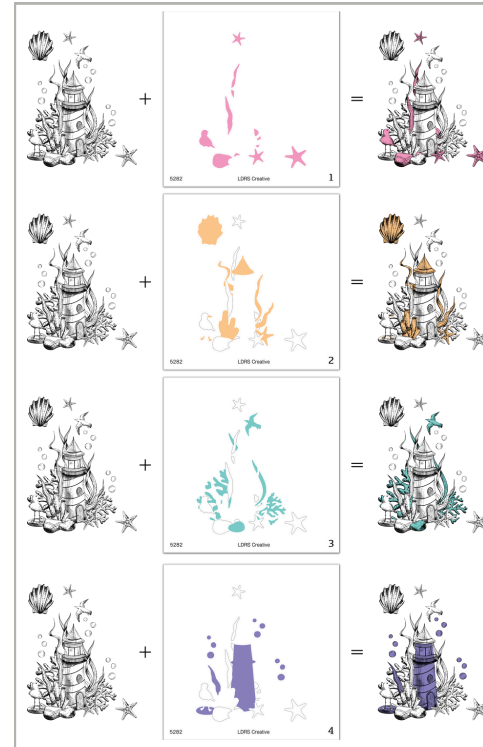 + =
5282 LDRS Creative 1
+ =
5282 LDRS Creative 2
+ =
5282 LDRS Creative 3
+ =
5282 LDRS Creative 4